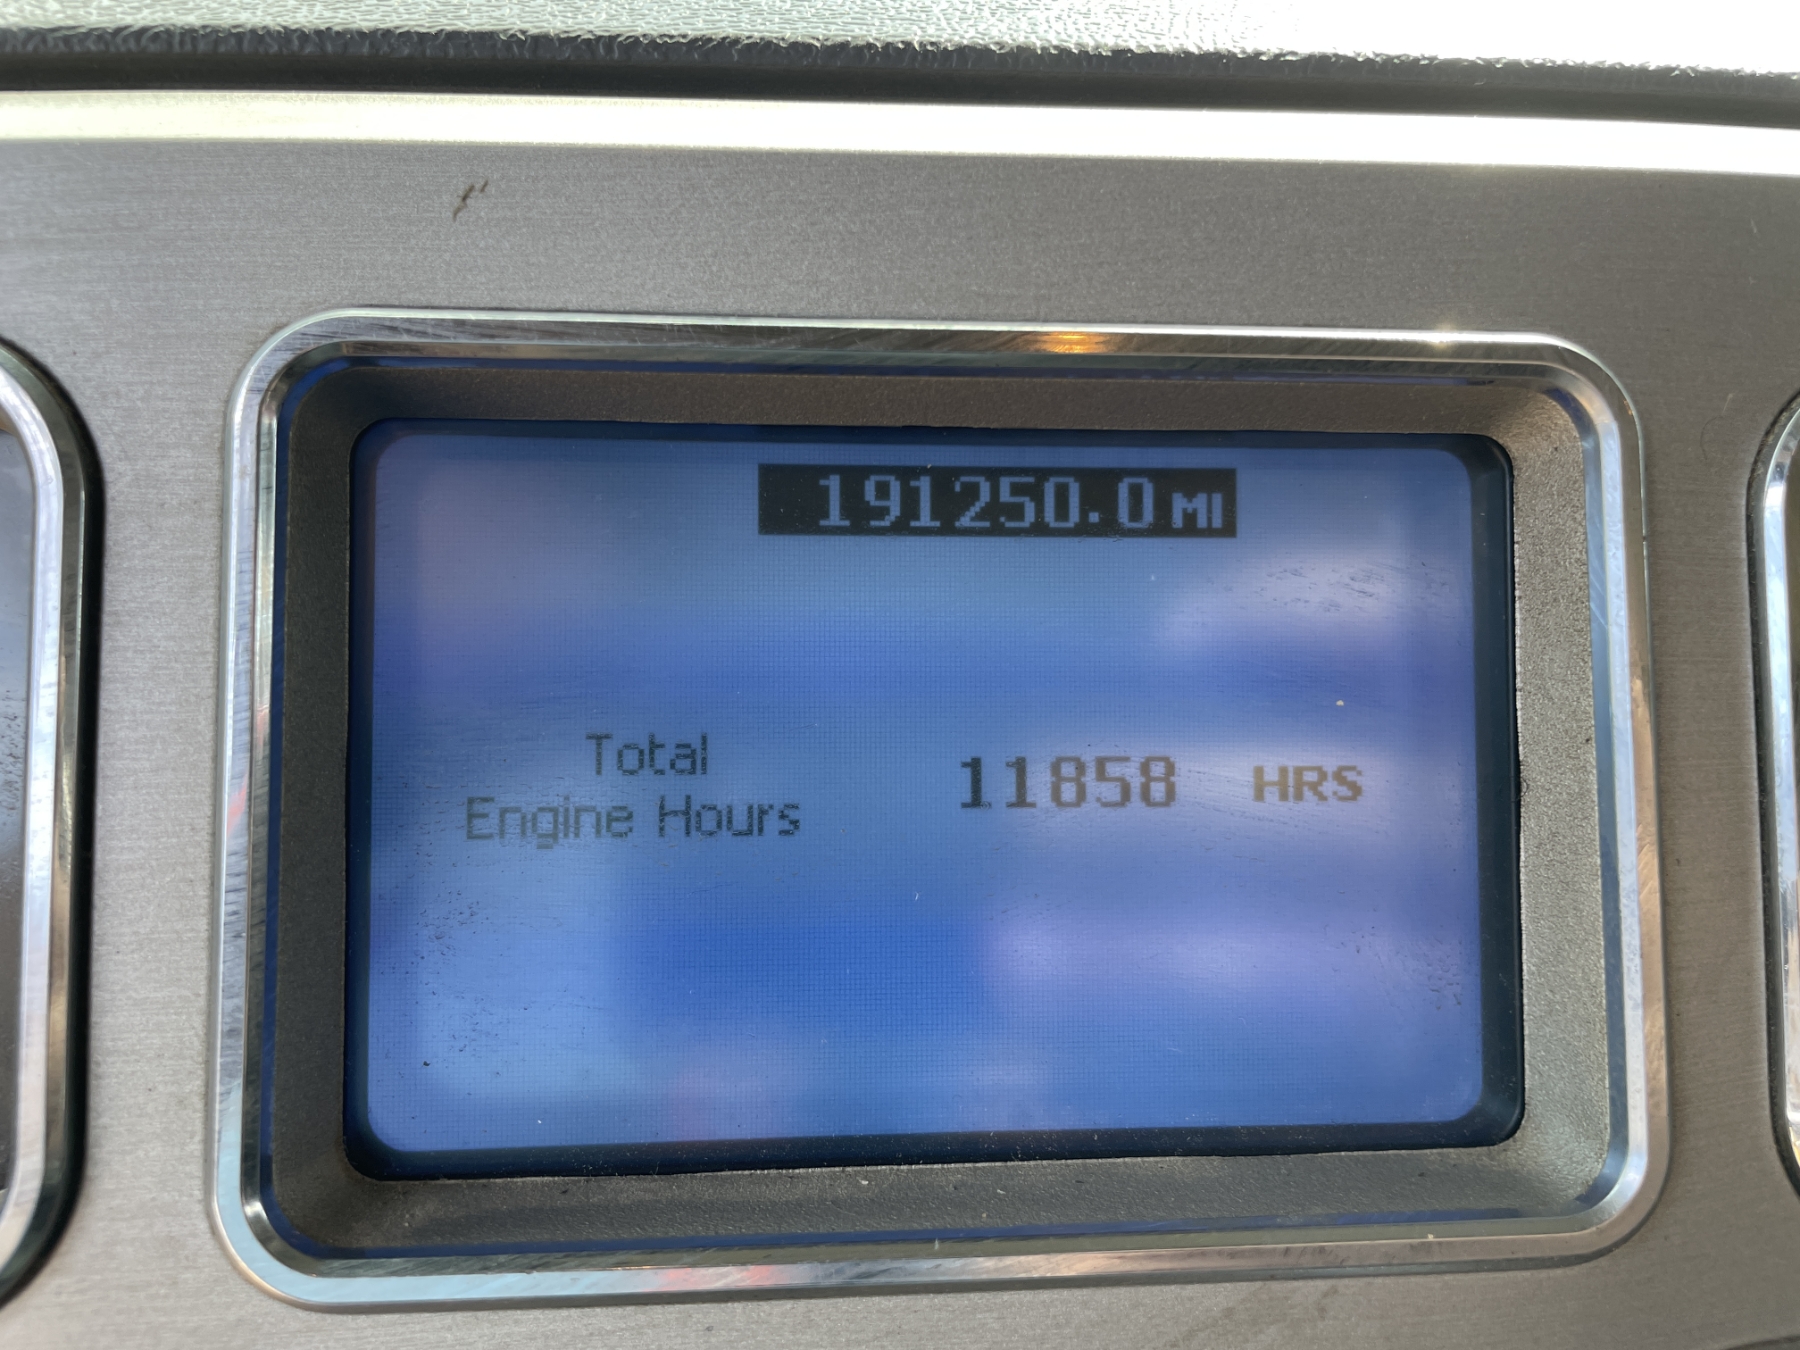 191250.0 MI
Total
Engine Hours
11858 HRS